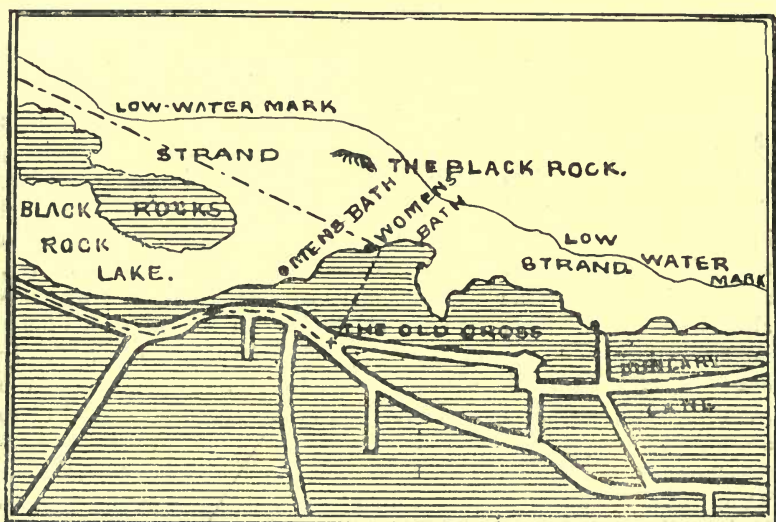 LOW-WATER MARK
STRAND
THE BLACK ROCK.
MENS BATH
WOMENS
BATH
BLACK ROCKS
ROCK
LAKE.
LOW WATER
MARK
STRAND.
THE OLD CROSS